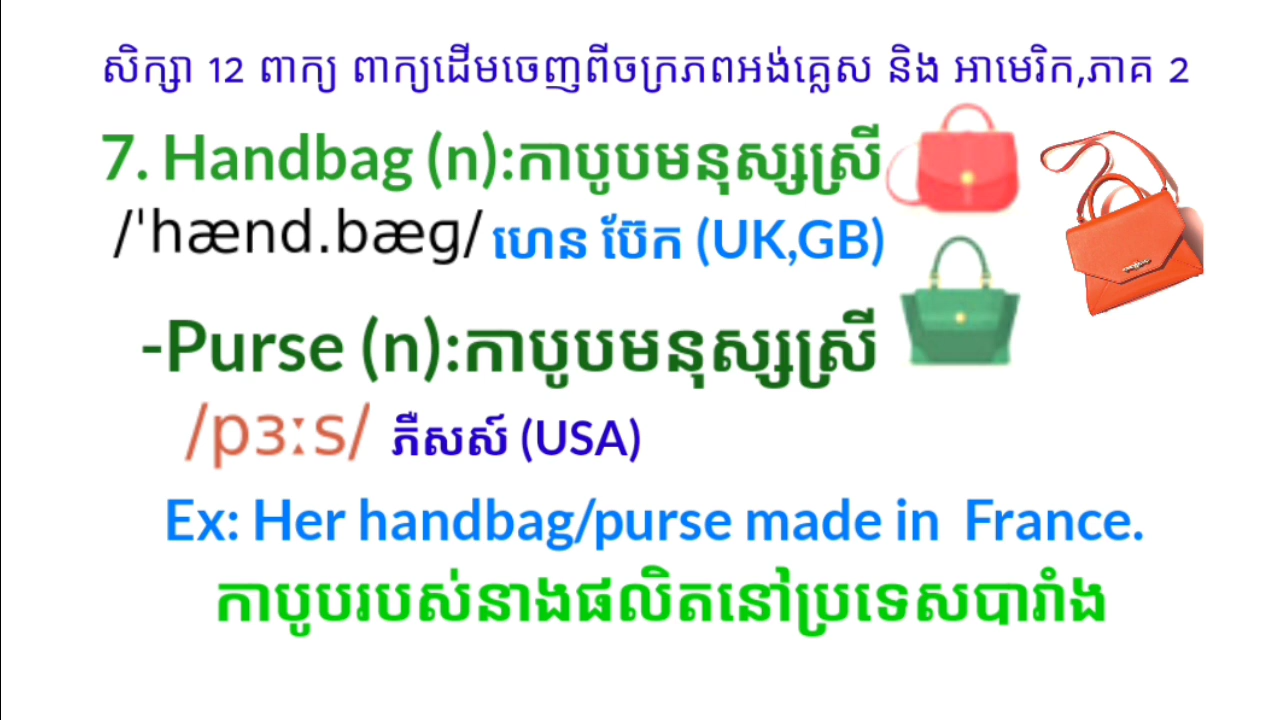 សិក្សា 12 ពាក្យ ពាក្យដើមចេញពីចក្រភពអង់គ្លេស និង អាមេរិក,ភាគ 2
7. Handbag (n):កាបូបមនុស្សស្រី
/ˈhænd.bæg/ ហេន ប៊ែក (UK,GB)
-Purse (n):កាបូបមនុស្សស្រី
/pɜːs/ ភឺសស៍ (USA)
Ex: Her handbag/purse made in France.
កាបូបរបស់នាងផលិតនៅប្រទេសបារាំង